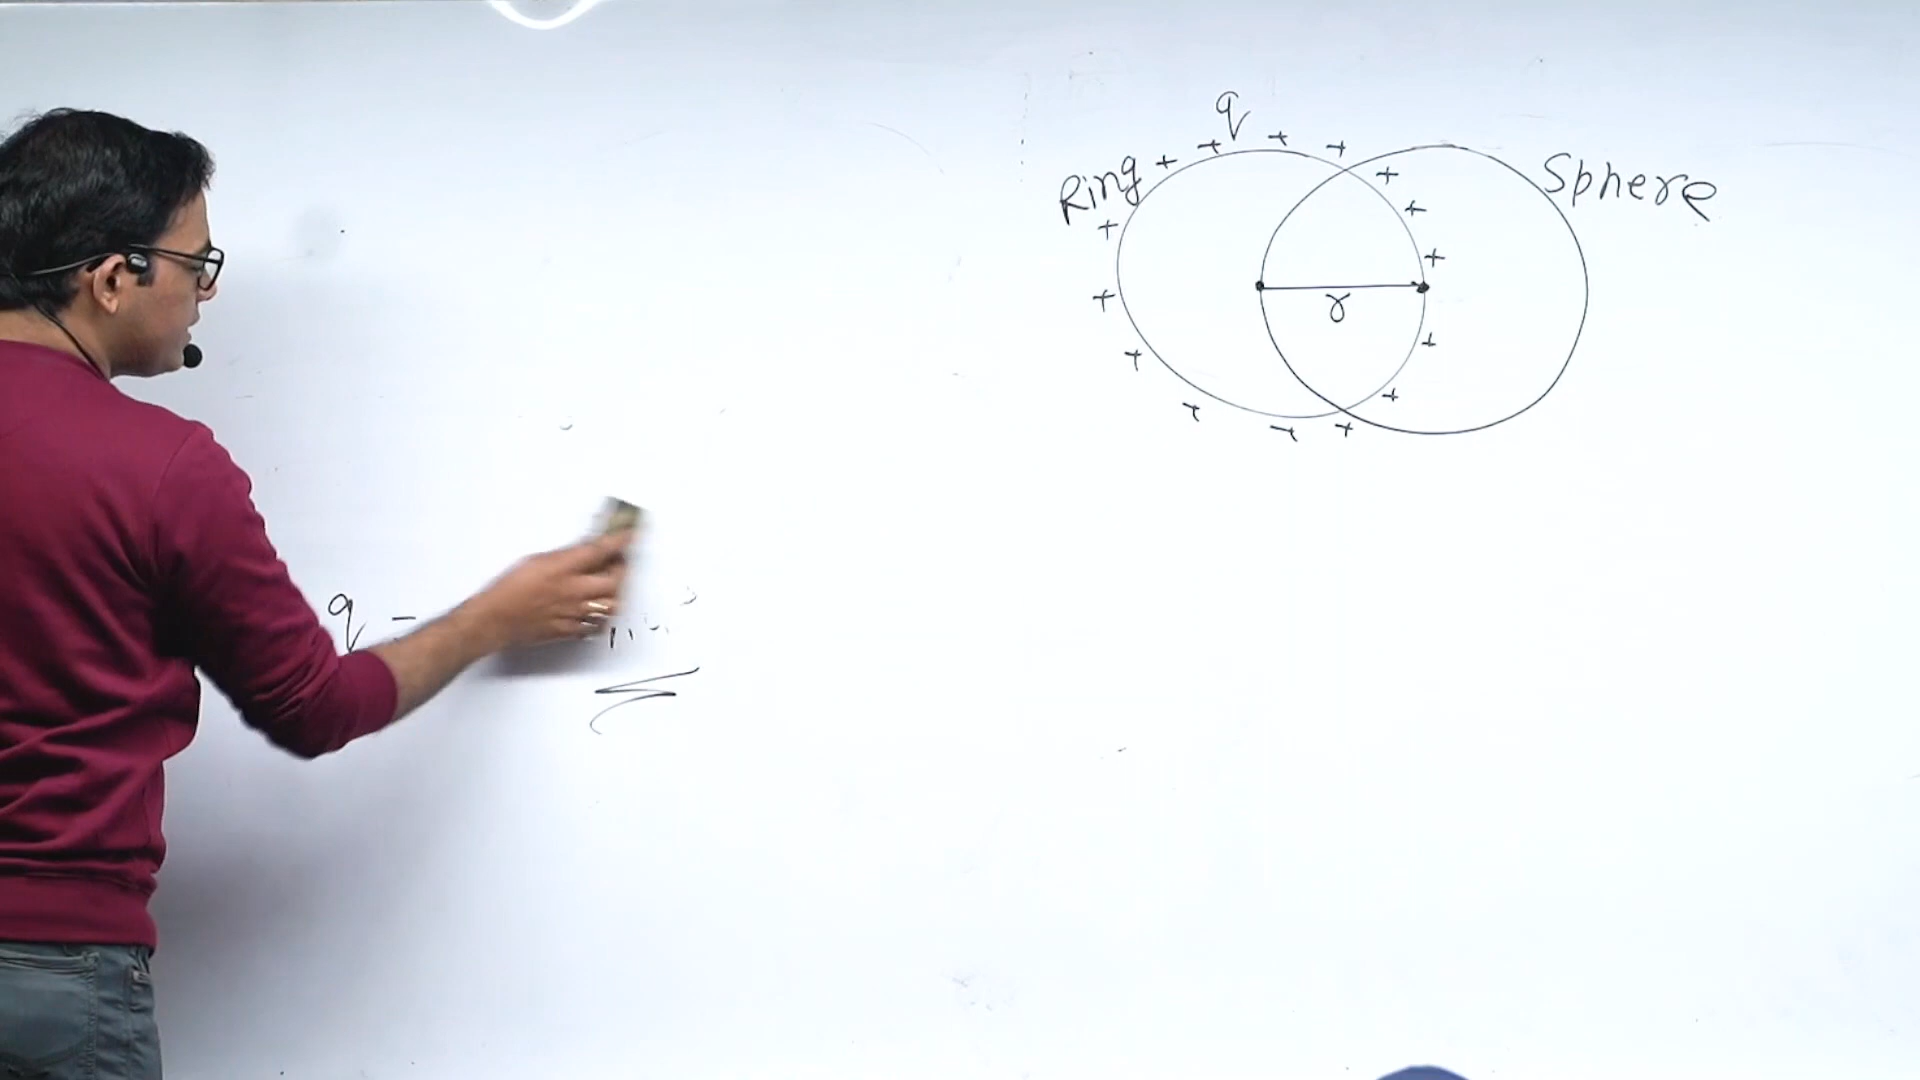 q
Ring
Sphere
r
q =